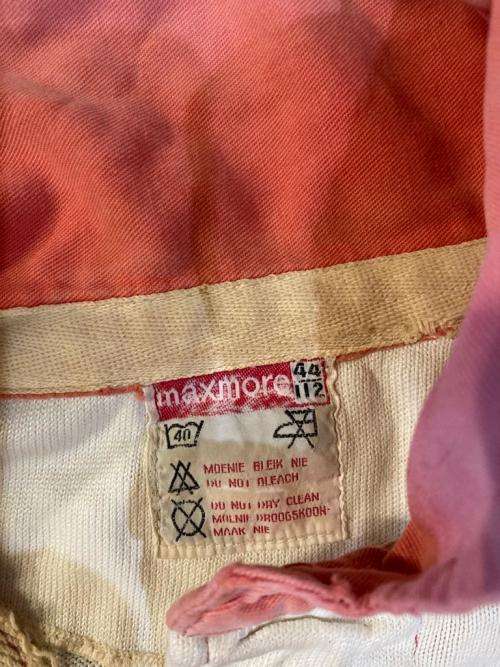 maxmore 44
112
40
MOENIE BLEIK NIE
DO NOT BLEACH
DO NOT DRY CLEAN
MOENIE DROOGSKOON-
MAAK NIE